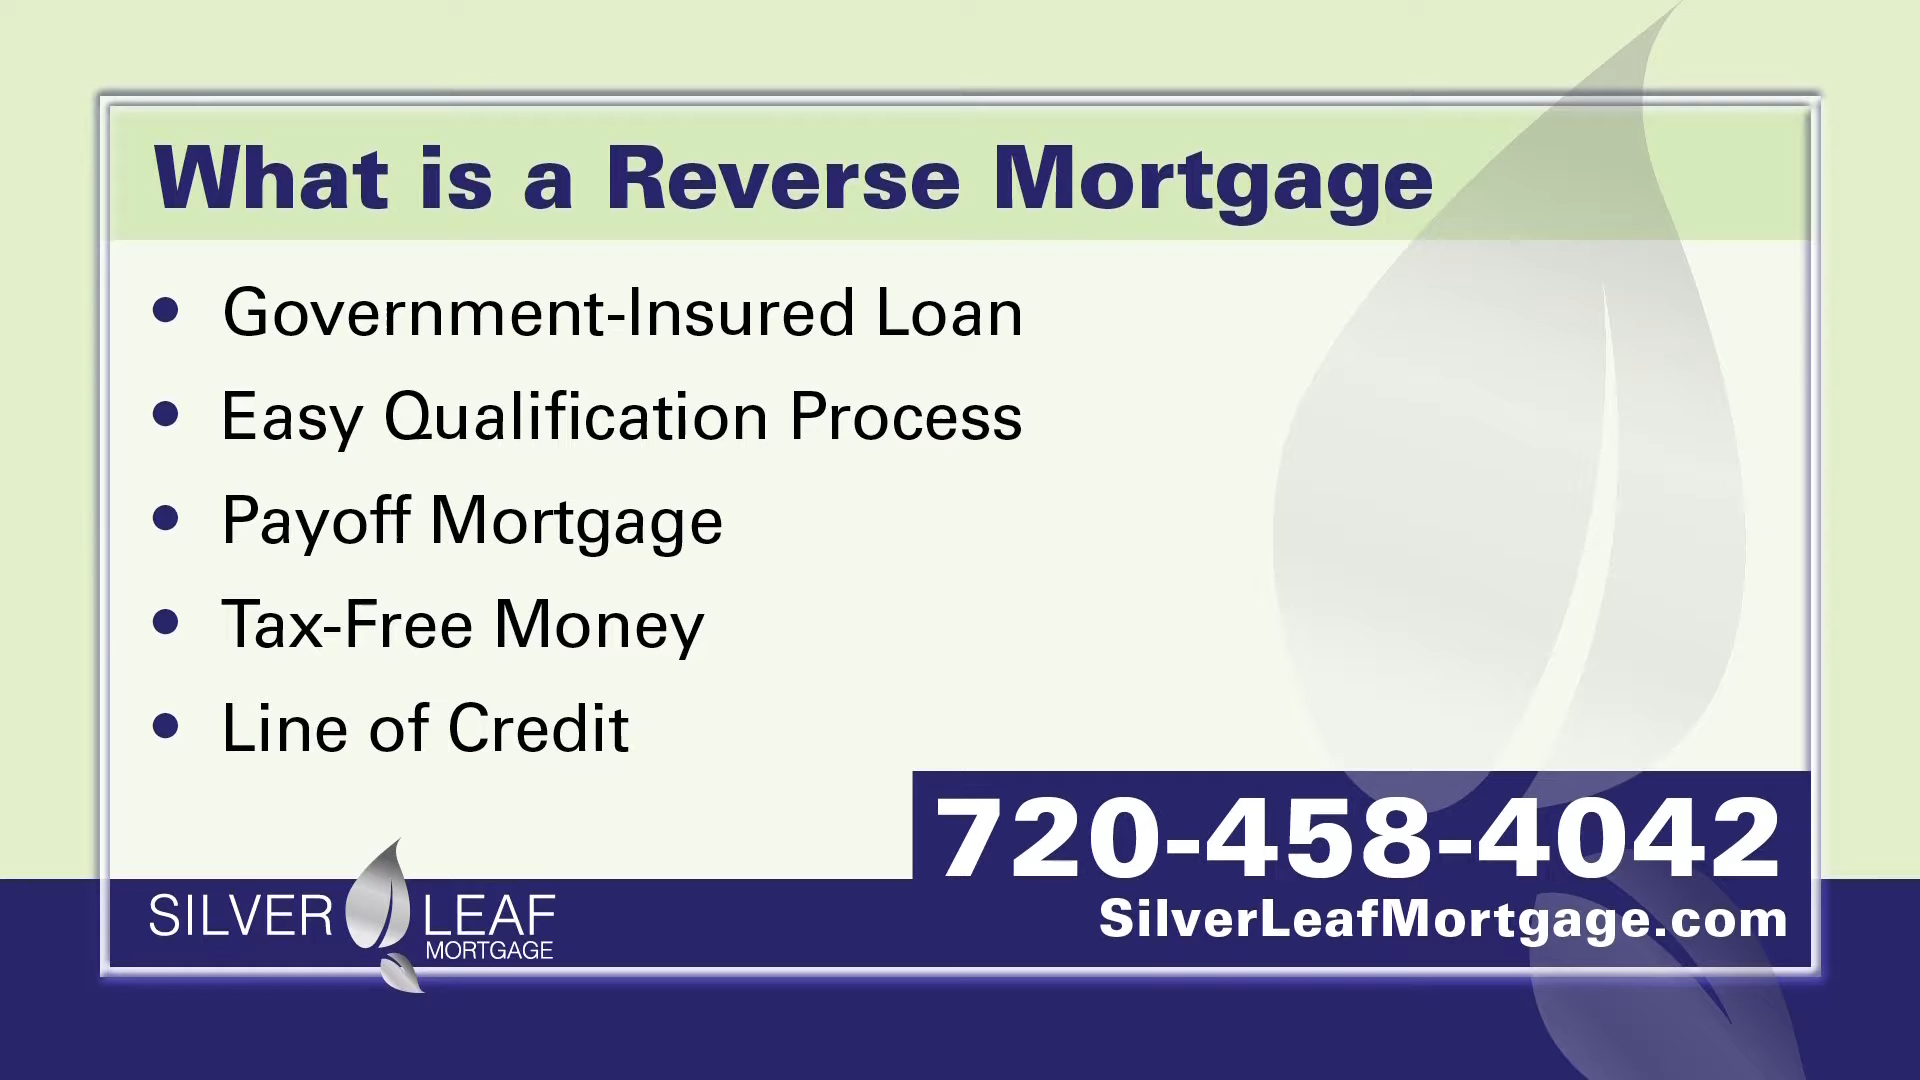 What is a Reverse Mortgage
• Government-Insured Loan
• Easy Qualification Process
• Payoff Mortgage
• Tax-Free Money
• Line of Credit
720-458-4042
SilverLeafMortgage.com
SILVER LEAF
MORTGAGE